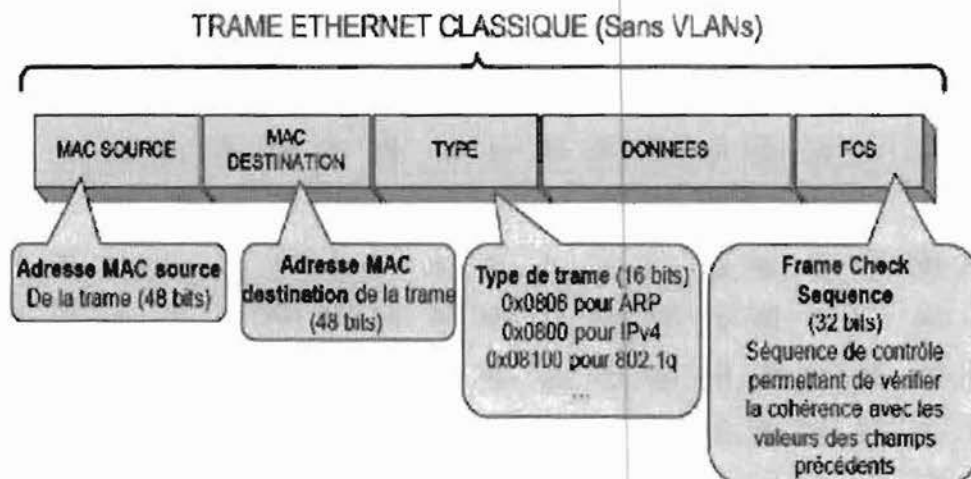 TRAME ETHERNET CLASSIQUE (Sans VLANs)
MAC SOURCE
MAC
DESTINATION
TYPE
DONNEES
FCS
Adresse MAC source
De la trame (48 bits)
Adresse MAC
destination de la trame
(48 bits)
Type de trame (16 bits)
0x0806 pour ARP
0x0800 pour IPv4
0x08100 pour 802.1q
...
Frame Check
Sequence
(32 bits)
Séquence de contrôle
permettant de vérifier
la cohérence avec les
valeurs des champs
précédents